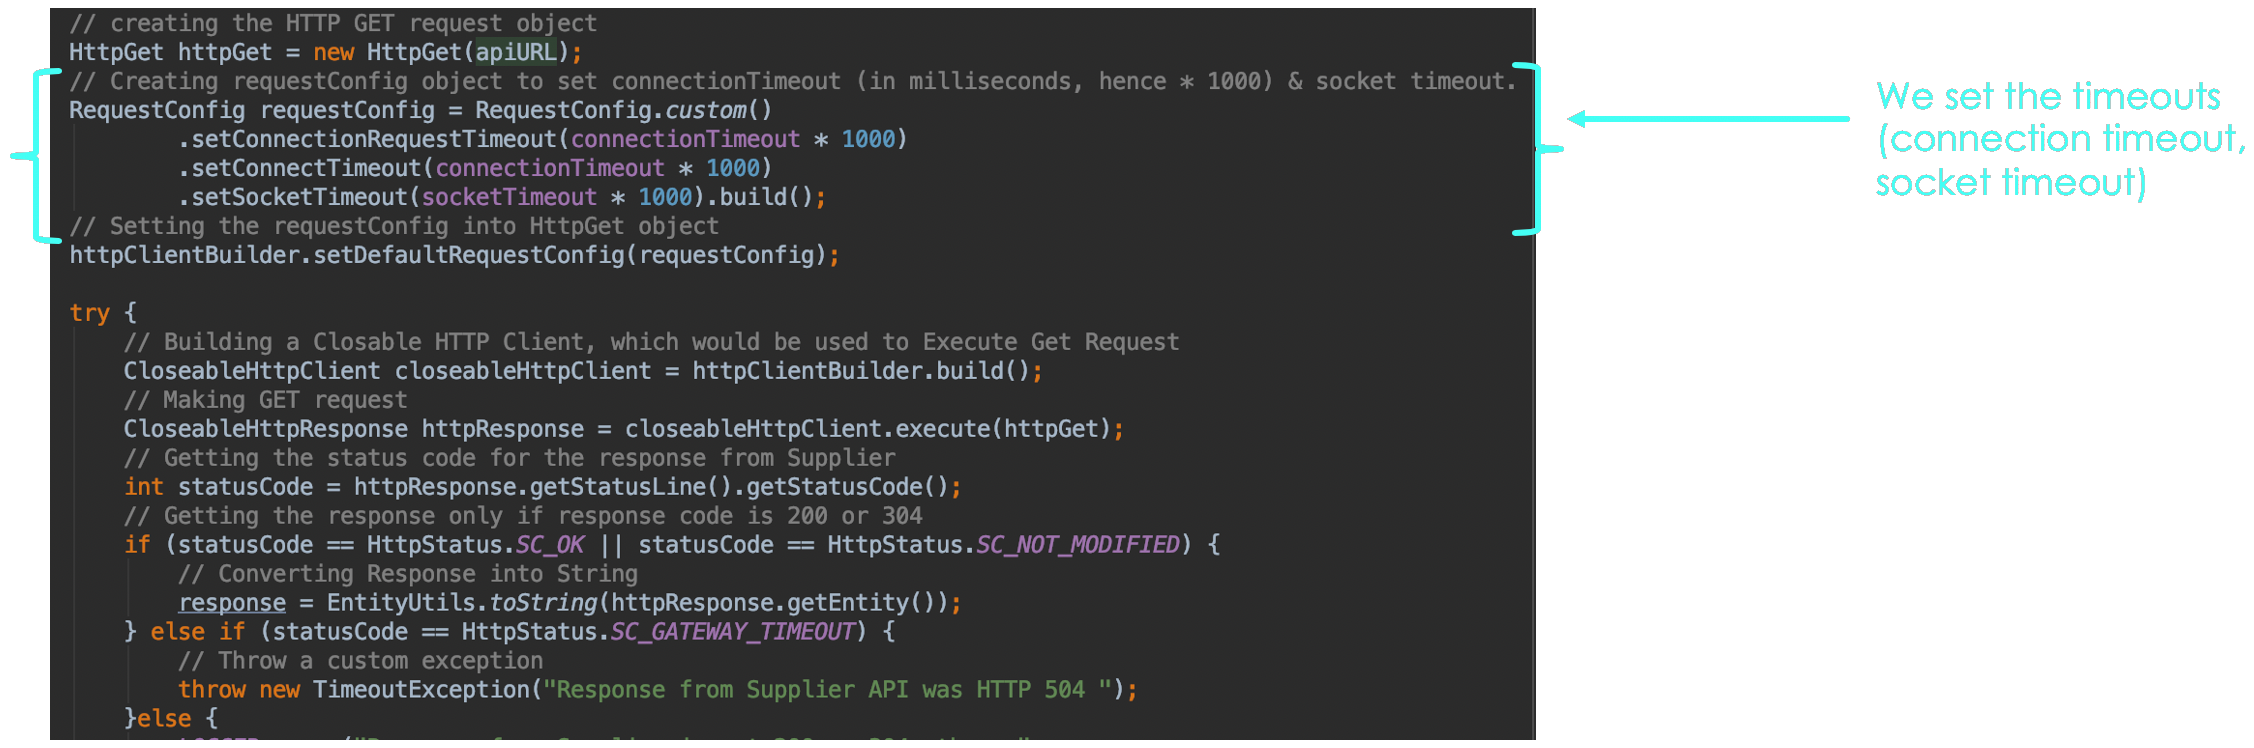 // creating the HTTP GET request object
HttpGet httpGet = new HttpGet(apiURL);
// Creating requestConfig object to set connectionTimeout (in milliseconds, hence * 1000) & socket timeout.
RequestConfig requestConfig = RequestConfig.custom()
.setConnectionRequestTimeout(connectionTimeout * 1000)
.setConnectTimeout(connectionTimeout * 1000)
.setSocketTimeout(socketTimeout * 1000).build();
// Setting the requestConfig into HttpGet object
httpClientBuilder.setDefaultRequestConfig(requestConfig);
try {
// Building a Closable HTTP Client, which would be used to Execute Get Request
CloseableHttpClient closeableHttpClient = httpClientBuilder.build();
// Making GET request
CloseableHttpResponse httpResponse = closeableHttpClient.execute(httpGet);
// Getting the status code for the response from Supplier
int statusCode = httpResponse.getStatusLine().getStatusCode();
// Getting the response only if response code is 200 or 304
if (statusCode == HttpStatus.SC_OK || statusCode == HttpStatus.SC_NOT_MODIFIED) {
// Converting Response into String
response = EntityUtils.toString(httpResponse.getEntity());
} else if (statusCode == HttpStatus.SC_GATEWAY_TIMEOUT) {
// Throw a custom exception
throw new TimeoutException("Response from Supplier API was HTTP 504 ");
}else {
We set the timeouts
(connection timeout,
socket timeout)